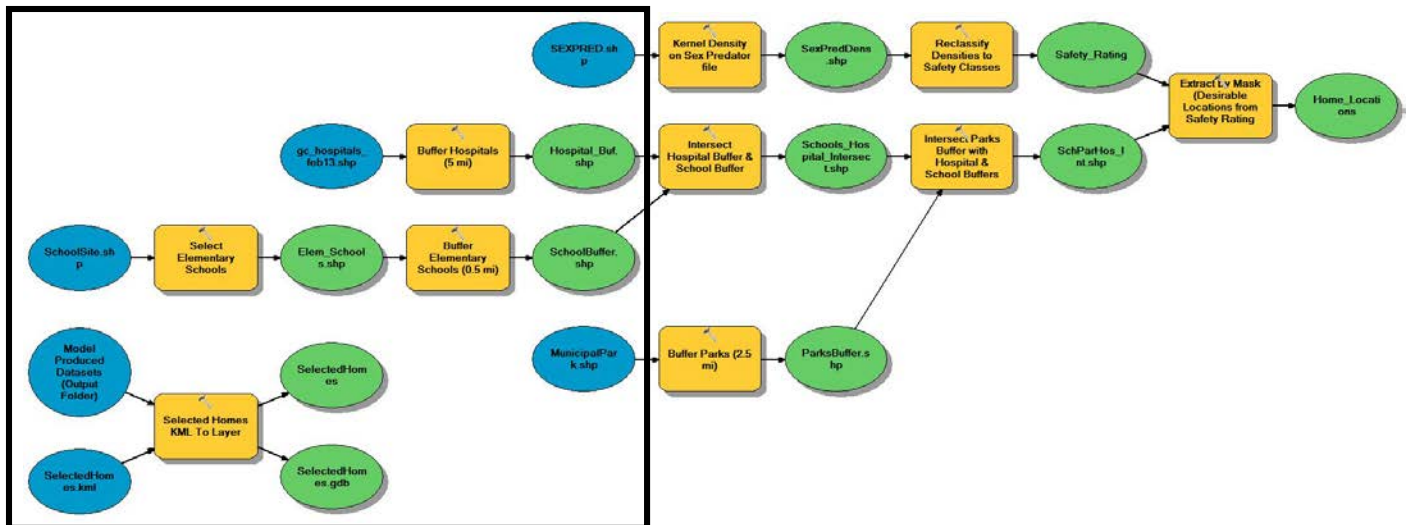 SEXPRED.sh
p
Kernel Density
on Sex Predator
file
SexPredDens
.shp
Reclassify
Densities to
Safety Classes
Safety_Rating
Extract by Mask
(Desirable
Locations from
Safety Rating
Home_Locati
ons
gc_hospitals_
feb13.shp
Buffer Hospitals
(5 mi)
Hospital_Buf.
shp
Intersect
Hospital Buffer &
School Buffer
Schools_Hos
pital_Intersec
t.shp
Intersect Parks
Buffer with
Hospital &
School Buffers
SchParHos_I
nt.shp
SchoolSite.sh
p
Select
Elementary
Schools
Elem_School
s.shp
Buffer
Elementary
Schools (0.5 mi)
SchoolBuffer.
shp
Model
Produced
Datasets
(Output
Folder)
SelectedHom
es
MunicipalPar
k.shp
Buffer Parks (2.5
mi)
ParksBuffer.s
hp
Selected Homes
KML To Layer
SelectedHom
es.kml
SelectedHom
es.gdb